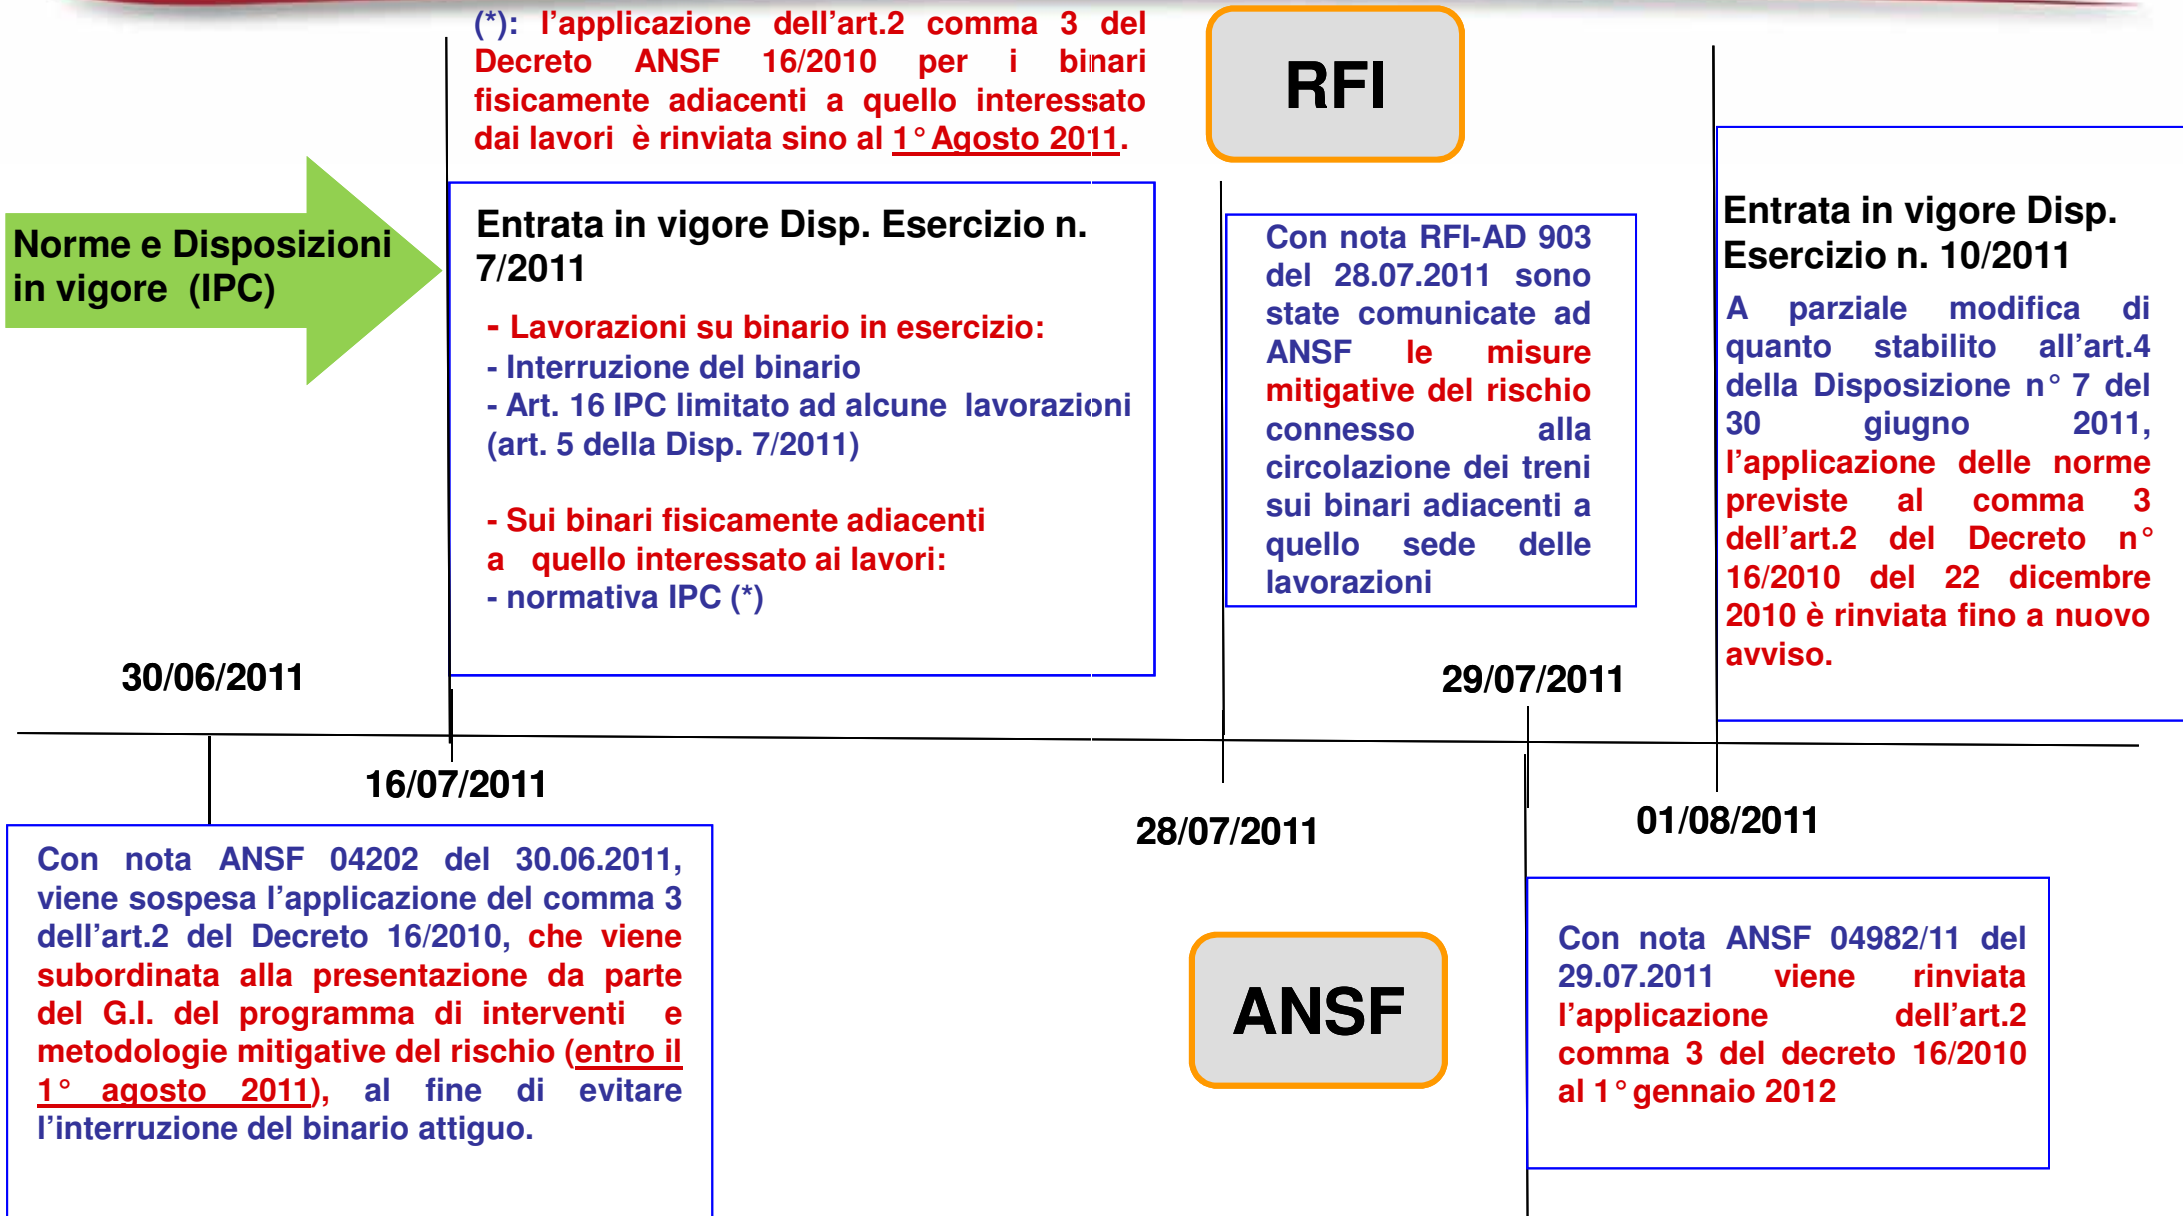 (*): l'applicazione dell'art.2 comma 3 del
Decreto ANSF 16/2010 per i binari
fisicamente adiacenti a quello interessato
dai lavori è rinviata sino al 1° Agosto 2011.
RFI
Norme e Disposizioni
in vigore (IPC)
Entrata in vigore Disp. Esercizio n.
7/2011
- Lavorazioni su binario in esercizio:
- Interruzione del binario
- Art. 16 IPC limitato ad alcune lavorazioni
(art. 5 della Disp. 7/2011)
- Sui binari fisicamente adiacenti
a quello interessato ai lavori:
- normativa IPC (*)
Con nota RFI-AD 903
del 28.07.2011 sono
state comunicate ad
ANSF le misure
mitigative del rischio
connesso alla
circolazione dei treni
sui binari adiacenti a
quello sede delle
lavorazioni
Entrata in vigore Disp.
Esercizio n. 10/2011
A parziale modifica di
quanto stabilito all'art.4
della Disposizione n° 7 del
30 giugno 2011,
l'applicazione delle norme
previste al comma 3
dell'art.2 del Decreto n°
16/2010 del 22 dicembre
2010 è rinviata fino a nuovo
avviso.
30/06/2011
29/07/2011
16/07/2011
28/07/2011
01/08/2011
Con nota ANSF 04202 del 30.06.2011,
viene sospesa l'applicazione del comma 3
dell'art.2 del Decreto 16/2010, che viene
subordinata alla presentazione da parte
del G.I. del programma di interventi e
metodologie mitigative del rischio (entro il
1° agosto 2011), al fine di evitare
l'interruzione del binario attiguo.
ANSF
Con nota ANSF 04982/11 del
29.07.2011 viene rinviata
l'applicazione dell'art.2
comma 3 del decreto 16/2010
al 1° gennaio 2012